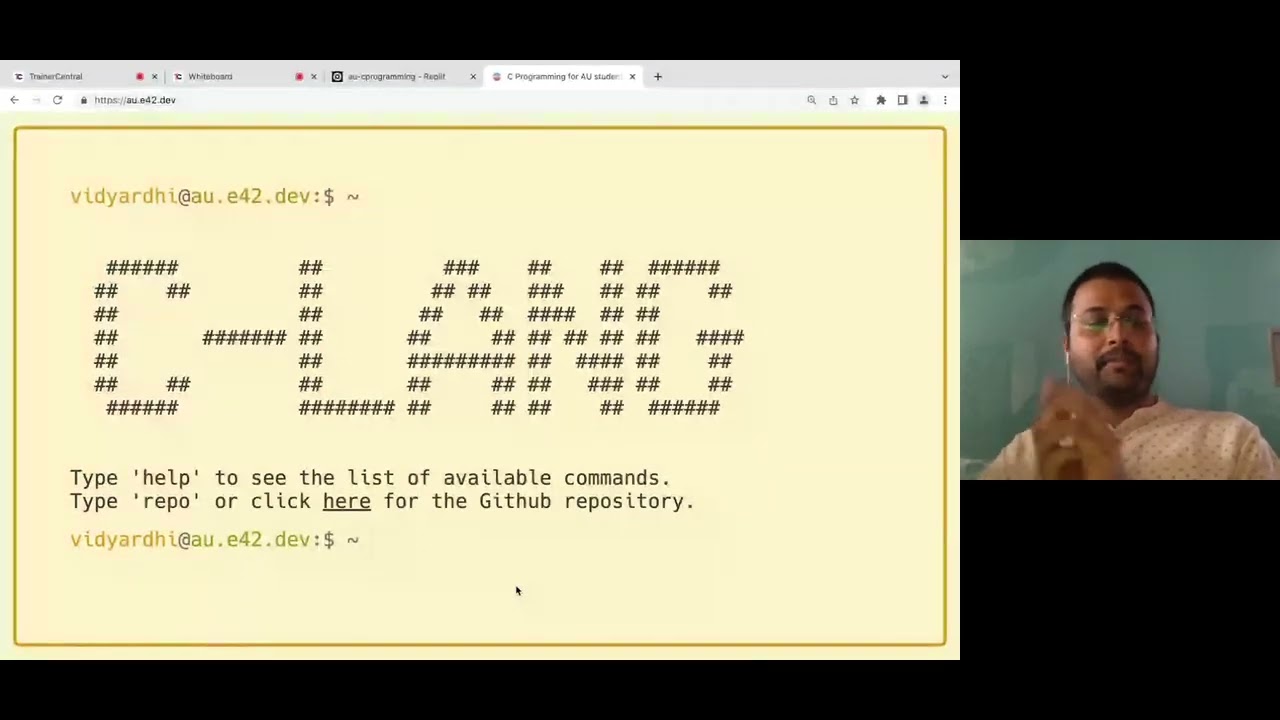 TrainerCentral
Whiteboard
au-cprogramming - Replit
C Programming for AU student
https://au.e42.dev
vidyardhi@au.e42.dev:$ ~
C-LANG
Type 'help' to see the list of available commands.
Type 'repo' or click here for the Github repository.
vidyardhi@au.e42.dev:$ ~